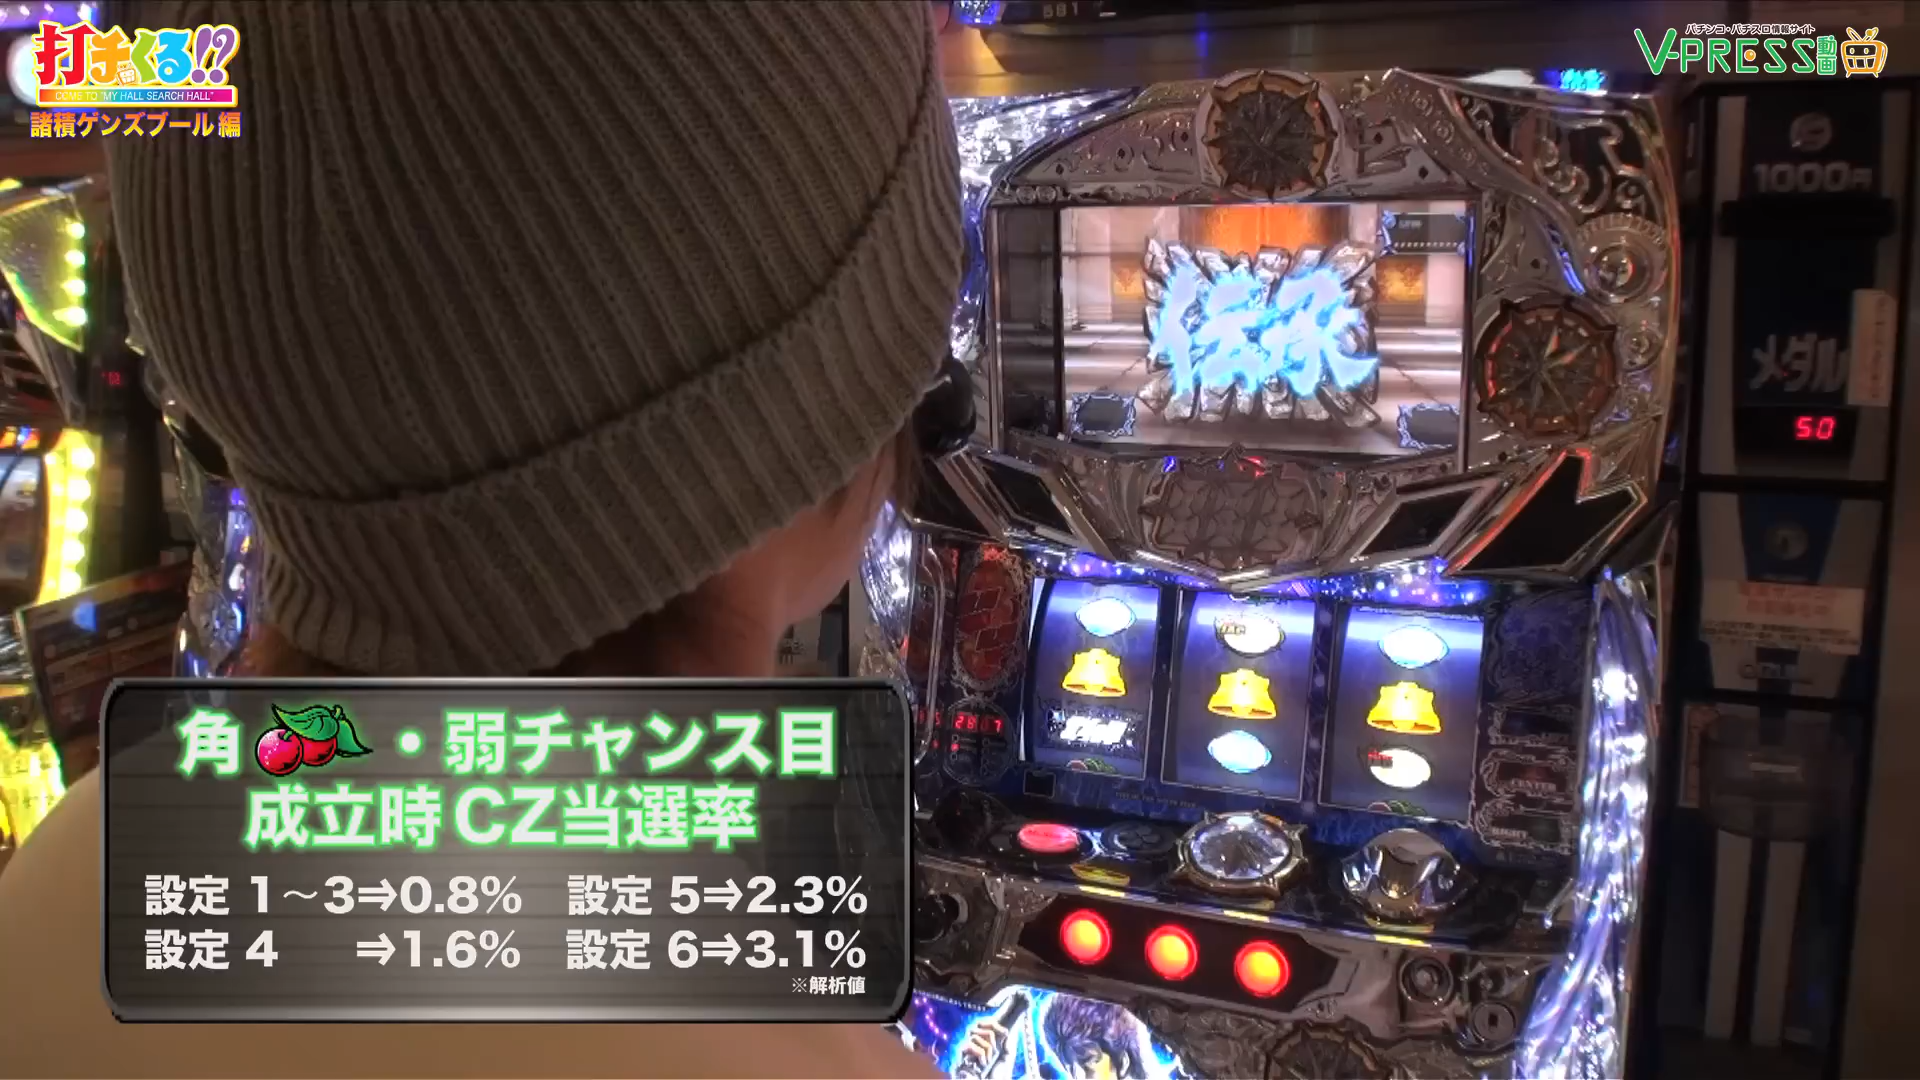 打チくる!?
COME TO "MY HALL SEARCH HALL"
諸積ゲンズブール編
パチンコ・パチスロ情報サイト
V-PRESS動画
581
1000円
伝承
メダル
50
2807
CENTER
RIGHT
角・弱チャンス目
成立時CZ当選率
設定 1～3⇒0.8% 設定 5⇒2.3%
設定 4 ⇒1.6% 設定 6⇒3.1%
※解析値